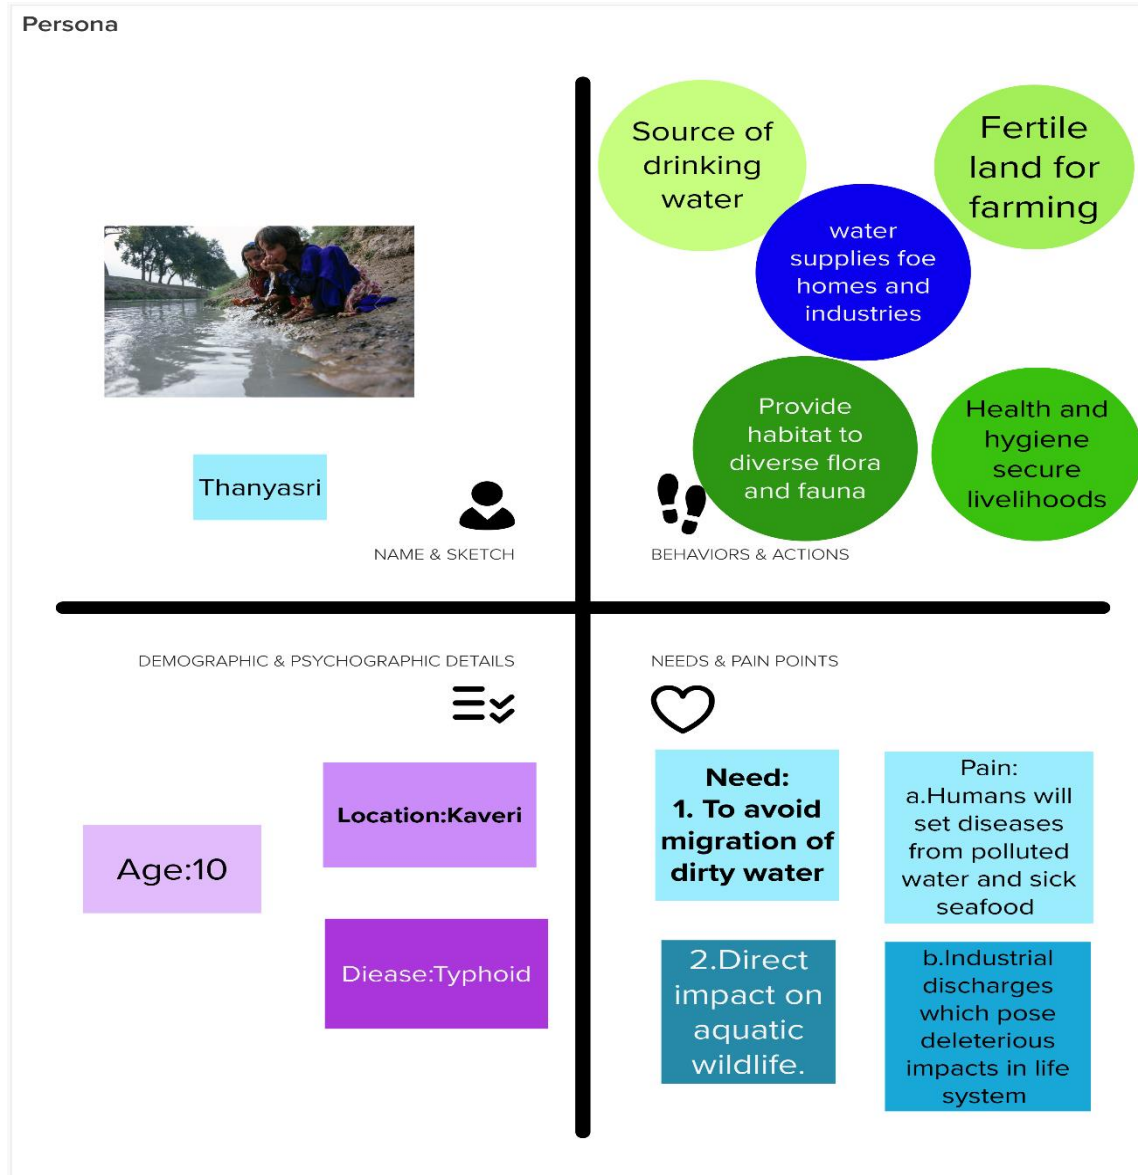 Persona
Thanyasri
NAME & SKETCH
Source of
drinking
water
Fertile
land for
farming
water
supplies foe
homes and
industries
Provide
habitat to
diverse flora
and fauna
Health and
hygiene
secure
livelihoods
BEHAVIORS & ACTIONS
DEMOGRAPHIC & PSYCHOGRAPHIC DETAILS
Location:Kaveri
Age:10
Diease:Typhoid
NEEDS & PAIN POINTS
Need:
1. To avoid
migration of
dirty water
Pain:
a.Humans will
set diseases
from polluted
water and sick
seafood
2.Direct
impact on
aquatic
wildlife.
b.Industrial
discharges
which pose
deleterious
impacts in life
system